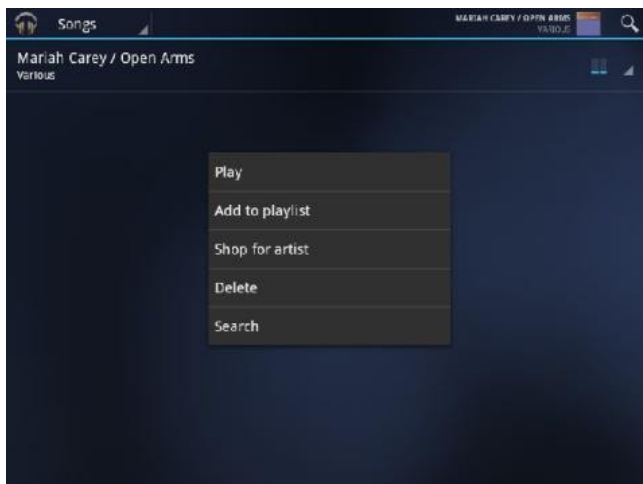 Songs
MARIAH CAREY / OPEN ARMS
VARIOUS
Mariah Carey / Open Arms
Various
Play
Add to playlist
Shop for artist
Delete
Search